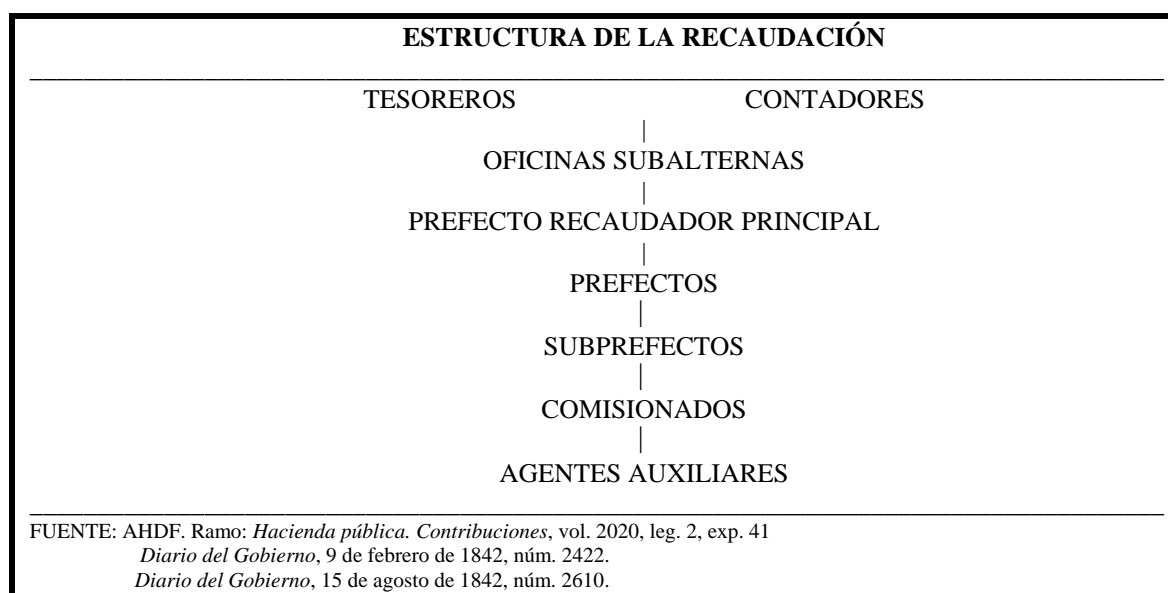 ESTRUCTURA DE LA RECAUDACIÓN
TESOREROS CONTADORES
OFICINAS SUBALTERNAS
PREFECTO RECAUDADOR PRINCIPAL
PREFECTOS
SUBPREFECTOS
COMISIONADOS
AGENTES AUXILIARES
FUENTE: AHDF. Ramo: Hacienda pública. Contribuciones, vol. 2020, leg. 2, exp. 41
Diario del Gobierno, 9 de febrero de 1842, núm. 2422.
Diario del Gobierno, 15 de agosto de 1842, núm. 2610.